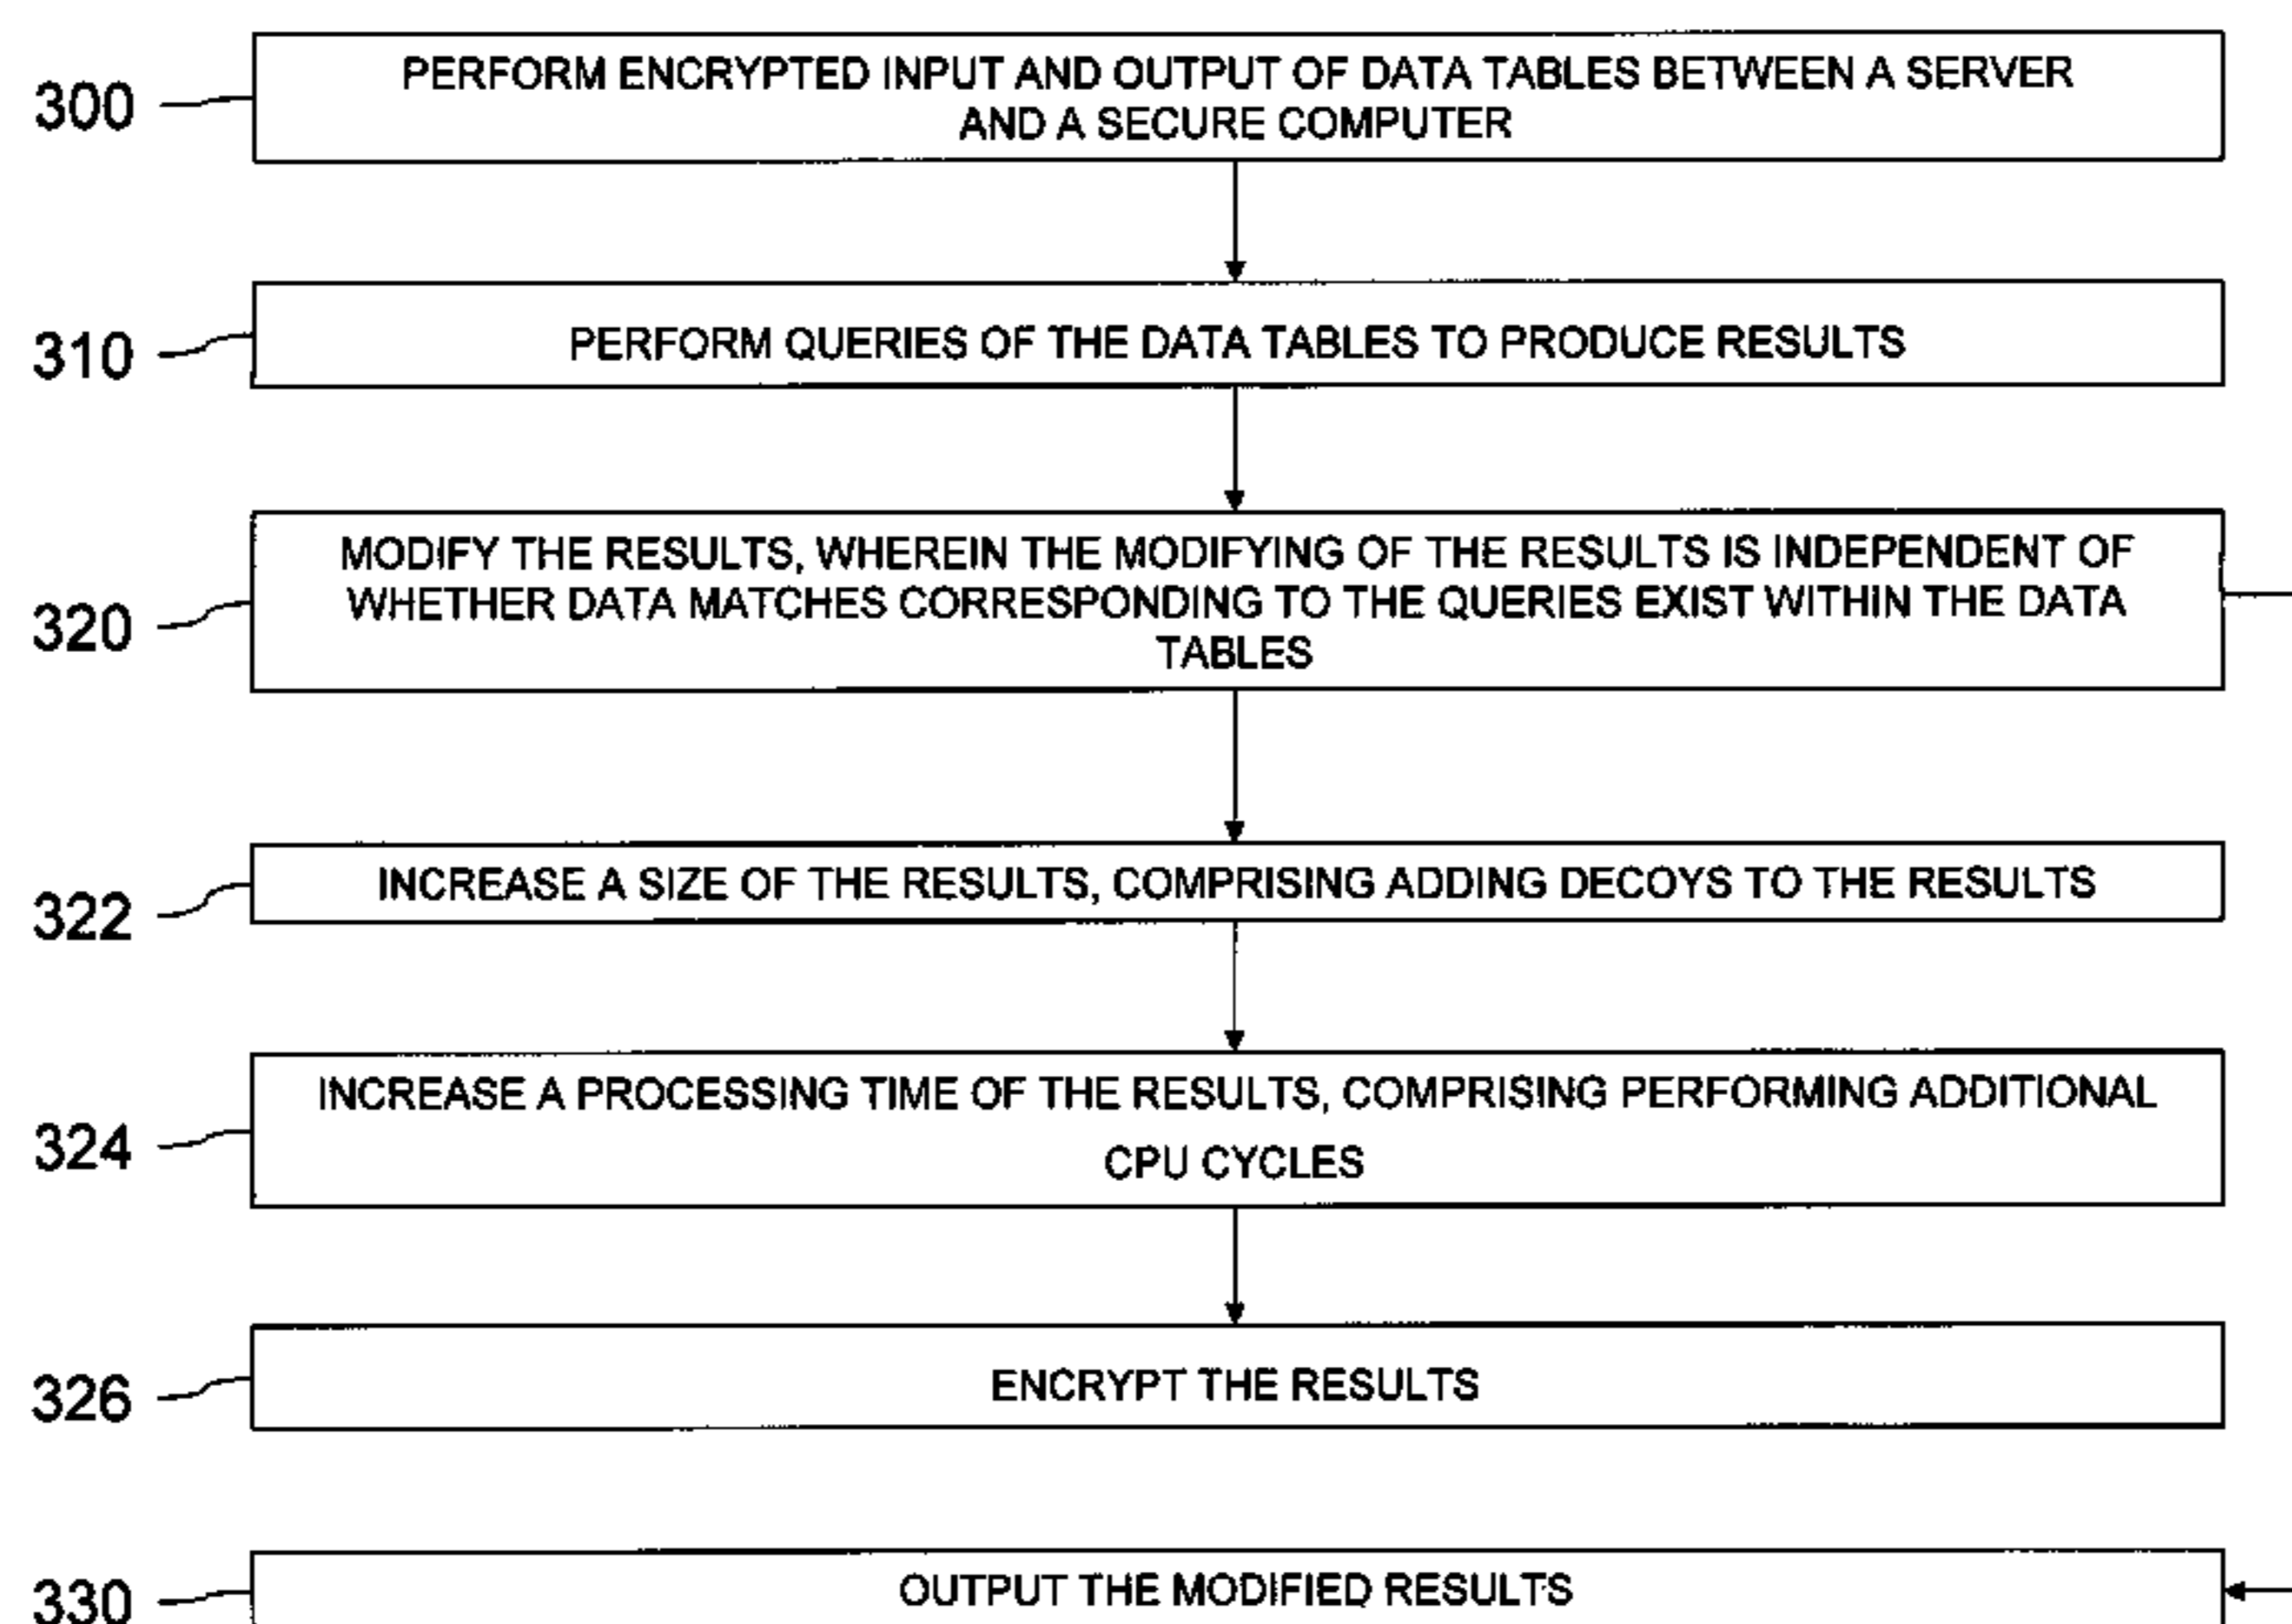 300
PERFORM ENCRYPTED INPUT AND OUTPUT OF DATA TABLES BETWEEN A SERVER
AND A SECURE COMPUTER
310
PERFORM QUERIES OF THE DATA TABLES TO PRODUCE RESULTS
320
MODIFY THE RESULTS, WHEREIN THE MODIFYING OF THE RESULTS IS INDEPENDENT OF
WHETHER DATA MATCHES CORRESPONDING TO THE QUERIES EXIST WITHIN THE DATA
TABLES
322
INCREASE A SIZE OF THE RESULTS, COMPRISING ADDING DECOYS TO THE RESULTS
324
INCREASE A PROCESSING TIME OF THE RESULTS, COMPRISING PERFORMING ADDITIONAL
CPU CYCLES
326
ENCRYPT THE RESULTS
330
OUTPUT THE MODIFIED RESULTS